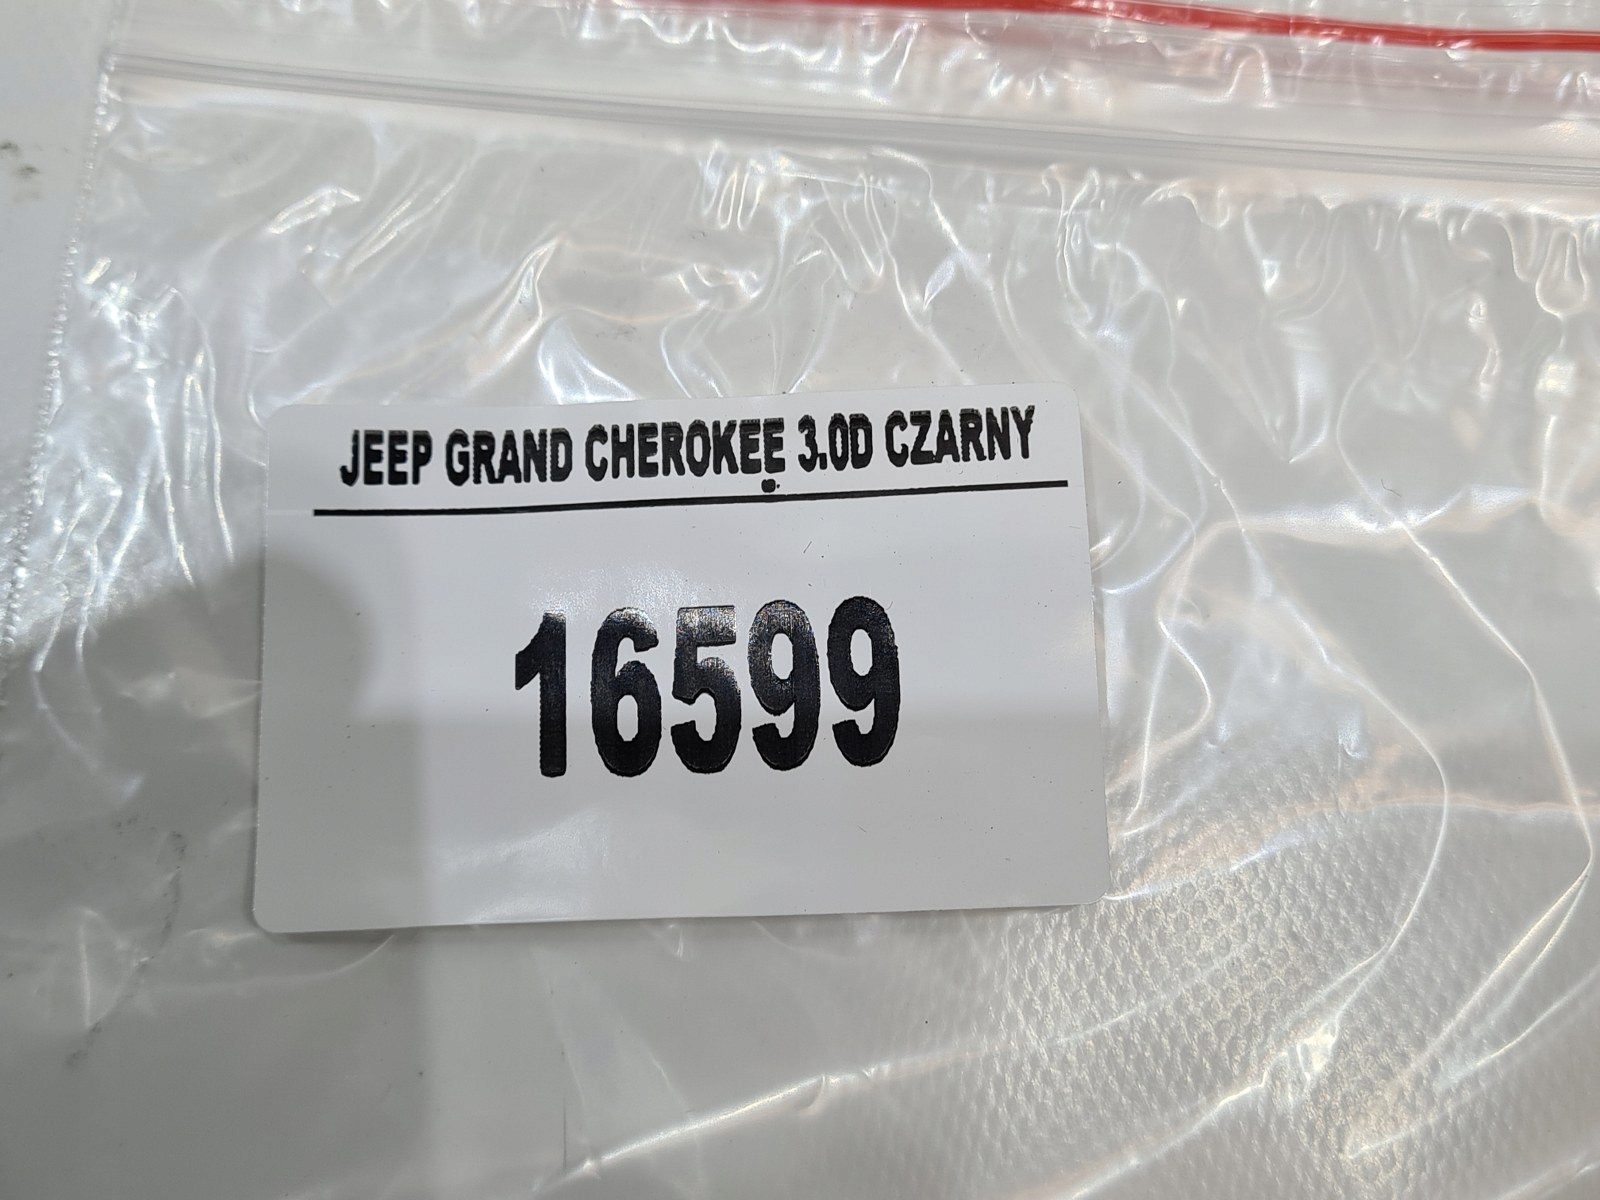 JEEP GRAND CHEROKEE 3.0D CZARNY
16599